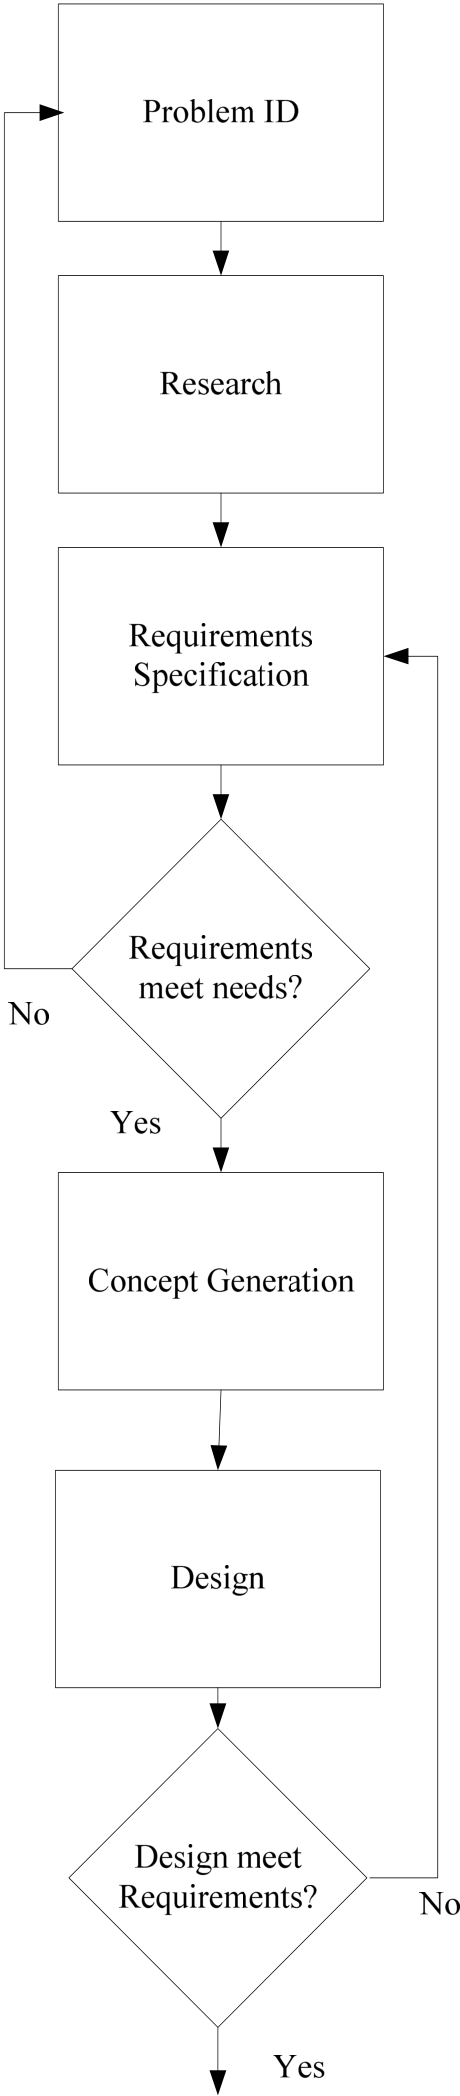 Problem ID
Research
Requirements
Specification
Requirements
meet needs?
No
Yes
Concept Generation
Design
Design meet
Requirements?
No
Yes